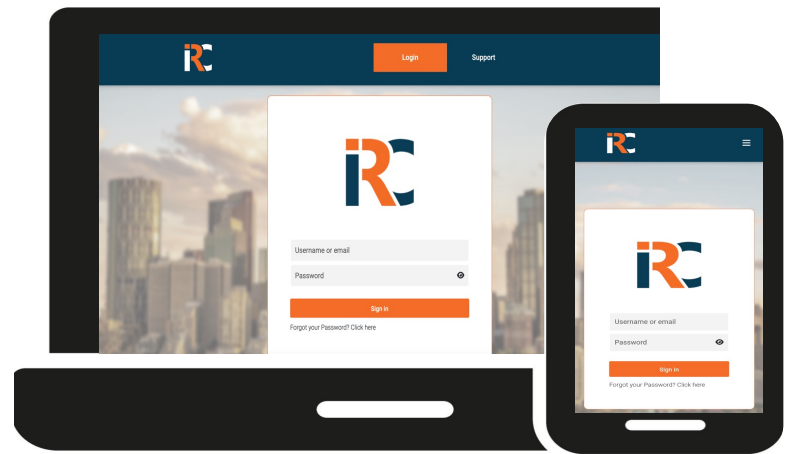 iRC
Login
Support
iRC
Username or email
Password
Sign In
Forgot your Password? Click here
iRC
iRC
Username or email
Password
Sign In
Forgot your Password? Click here